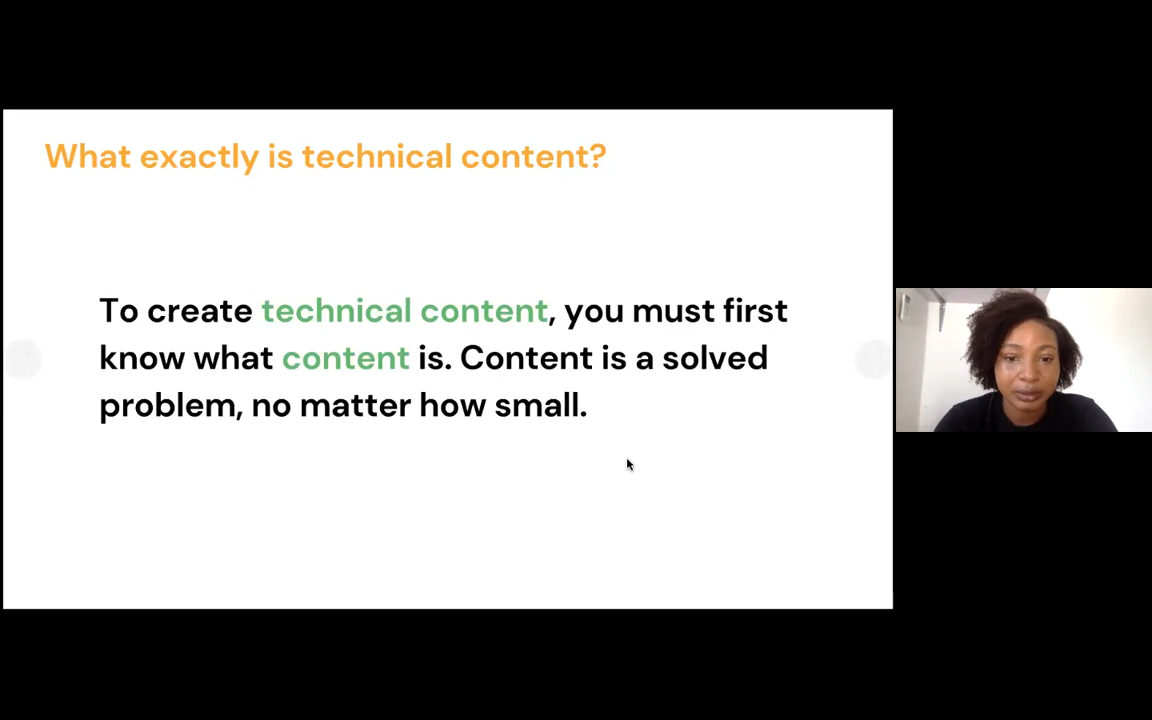 What exactly is technical content?
To create technical content, you must first
know what content is. Content is a solved
problem, no matter how small.